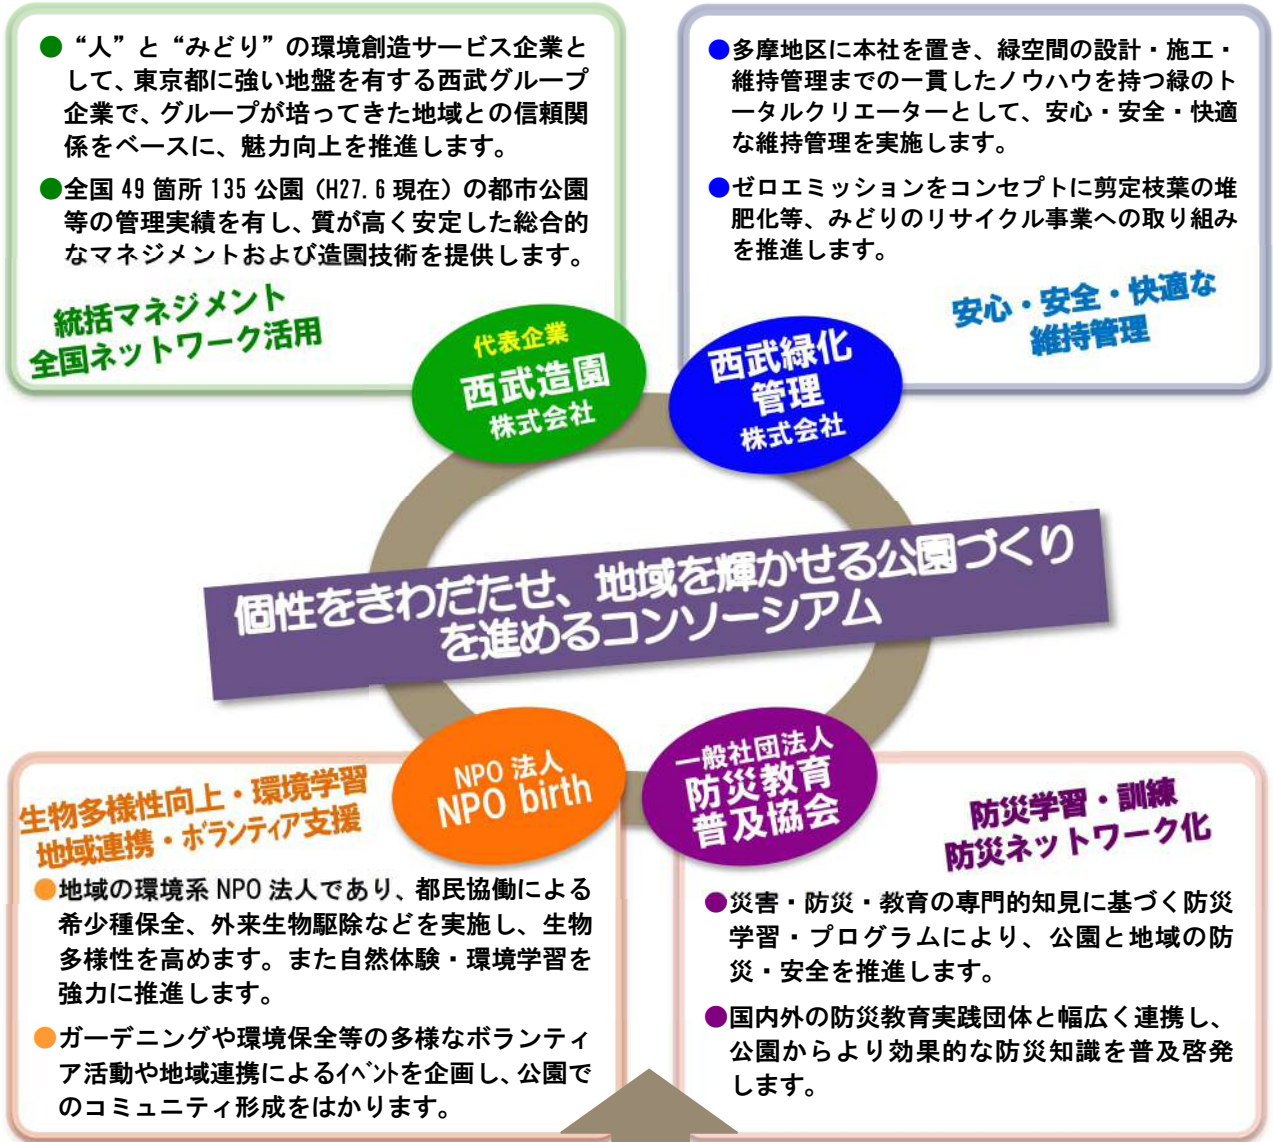 ●“人”と“みどり”の環境創造サービス企業と
して、東京都に強い地盤を有する西武グループ
企業で、グループが培ってきた地域との信頼関
係をベースに、魅力向上を推進します。
●全国 49 箇所 135 公園（H27.6 現在）の都市公園
等の管理実績を有し、質が高く安定した総合的
なマネジメントおよび造園技術を提供します。
統括マネジメント
全国ネットワーク活用
代表企業
西武造園
株式会社
●多摩地区に本社を置き、緑空間の設計・施工・
維持管理までの一貫したノウハウを持つ緑のト
ータルクリエーターとして、安心・安全・快適
な維持管理を実施します。
●ゼロエミッションをコンセプトに剪定枝葉の堆
肥化等、みどりのリサイクル事業への取り組み
を推進します。
安心・安全・快適な
維持管理
西武緑化
管理
株式会社
個性をきわだたせ、地域を輝かせる公園づくり
を進めるコンソーシアム
NPO 法人
NPO birth
生物多様性向上・環境学習
地域連携・ボランティア支援
●地域の環境系 NPO 法人であり、都民協働による
希少種保全、外来生物駆除などを実施し、生物
多様性を高めます。また自然体験・環境学習を
強力に推進します。
●ガーデニングや環境保全等の多様なボランティ
ア活動や地域連携によるイベントを企画し、公園で
のコミュニティ形成をはかります。
一般社団法人
防災教育
普及協会
防災学習・訓練
防災ネットワーク化
●災害・防災・教育の専門的知見に基づく防災
学習・プログラムにより、公園と地域の防
災・安全を推進します。
●国内外の防災教育実践団体と幅広く連携し、
公園からより効果的な防災知識を普及啓発
します。